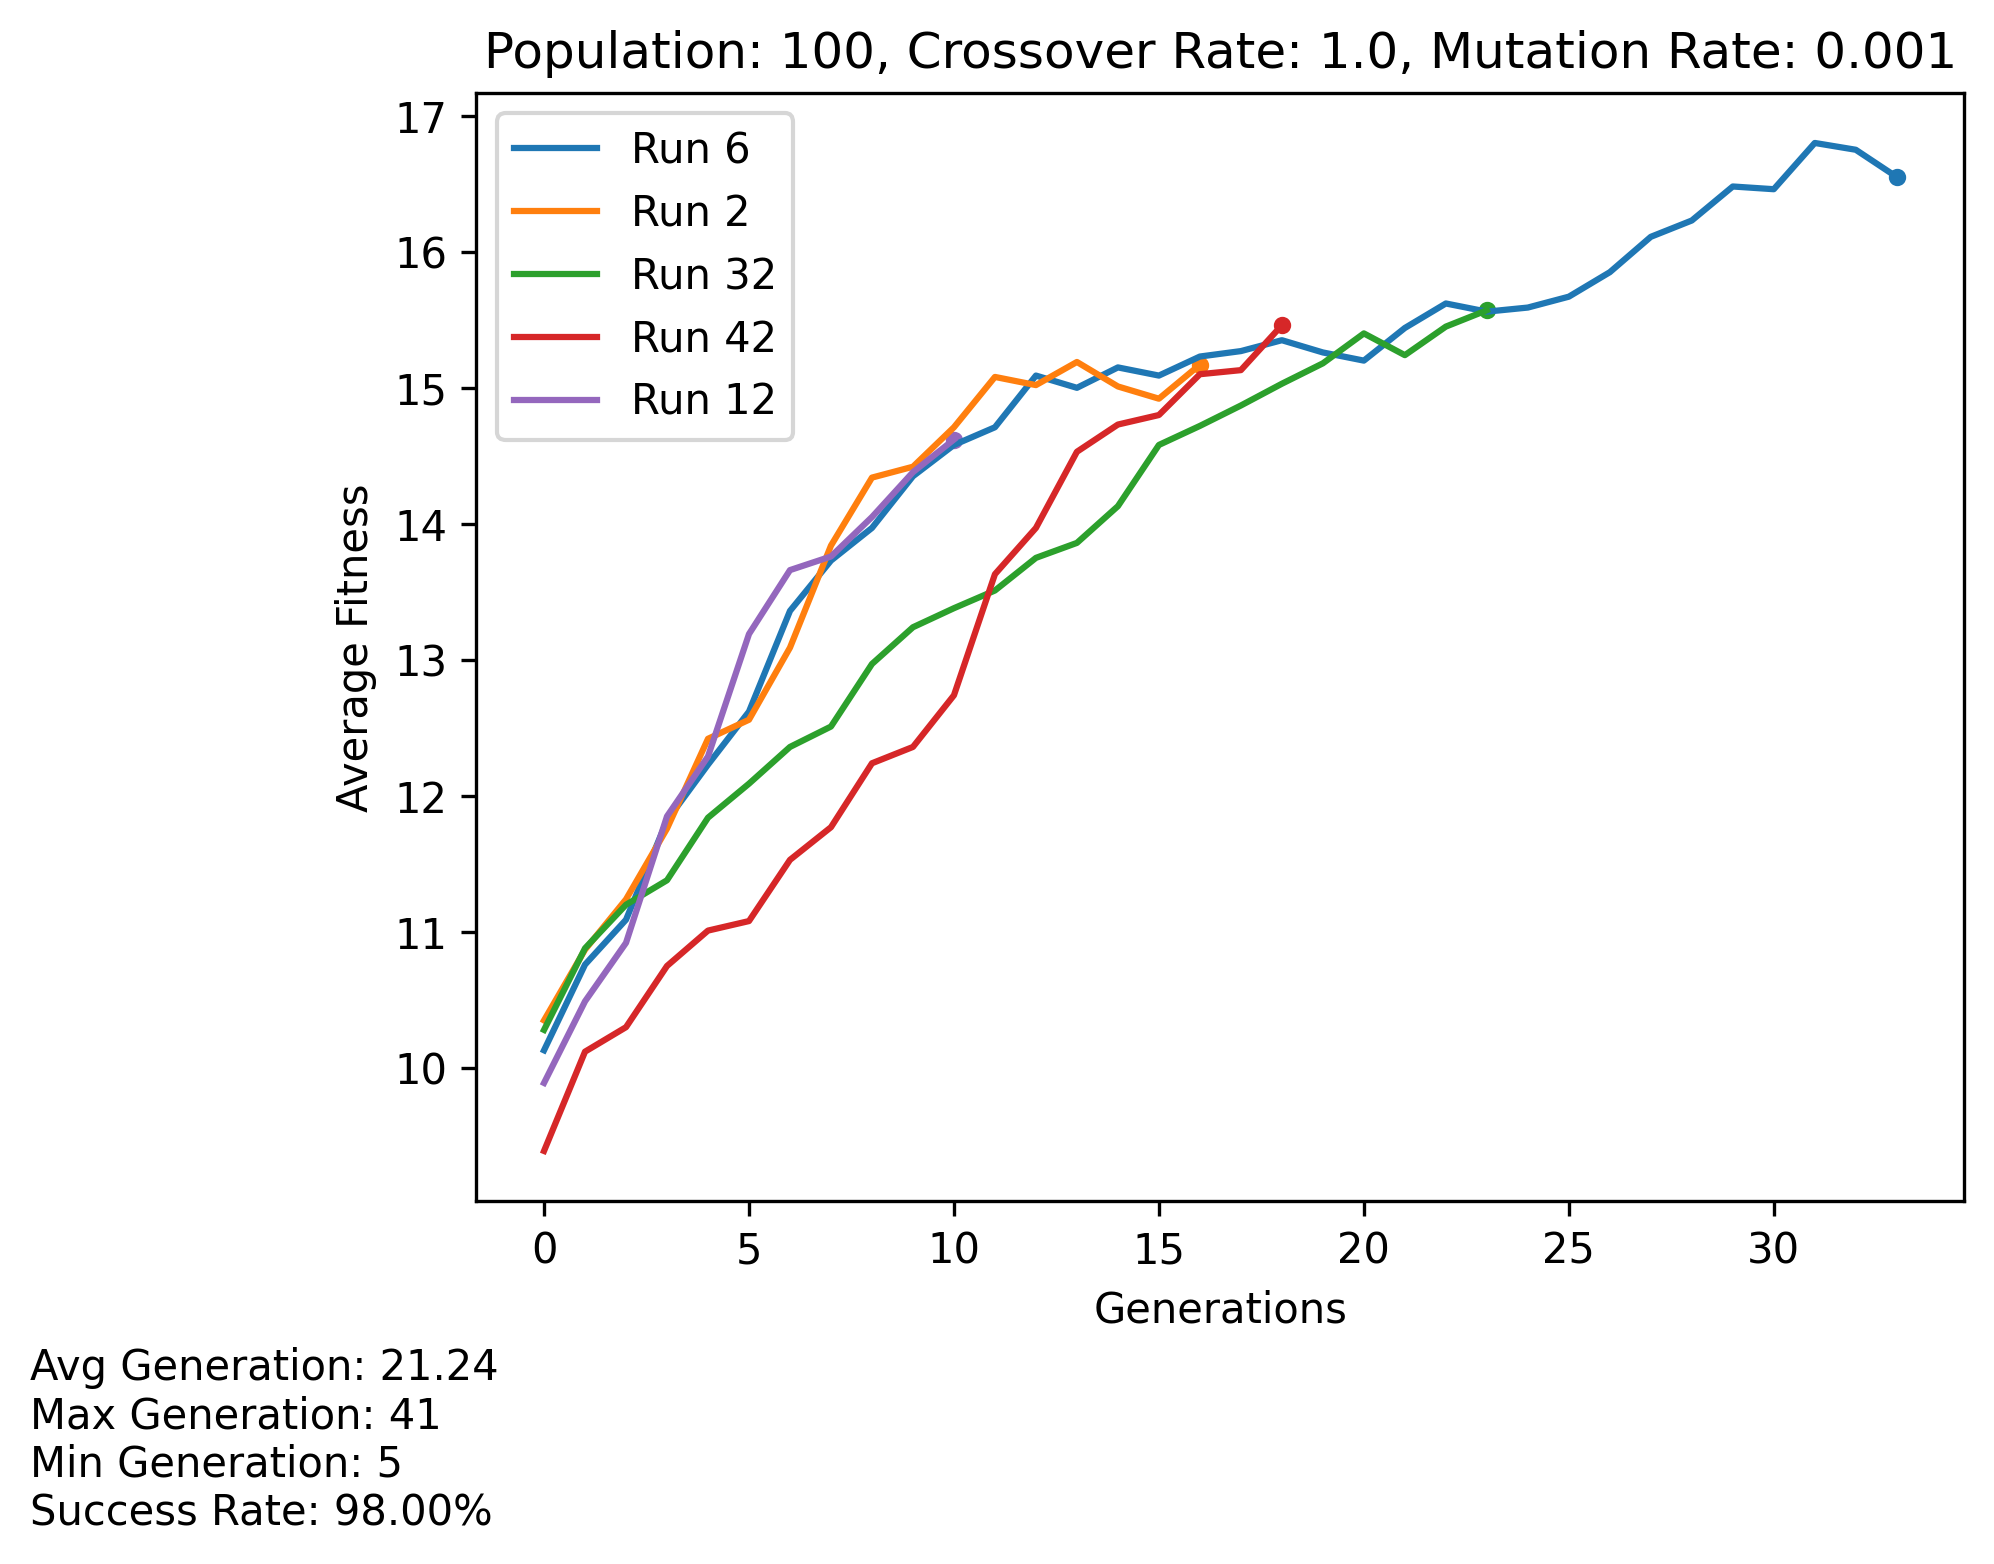 Population: 100, Crossover Rate: 1.0, Mutation Rate: 0.001
17
16
15
14
13
12
11
10
Average Fitness
Run 6
Run 2
Run 32
Run 42
Run 12
0 5 10 15 20 25 30
Generations
Avg Generation: 21.24
Max Generation: 41
Min Generation: 5
Success Rate: 98.00%